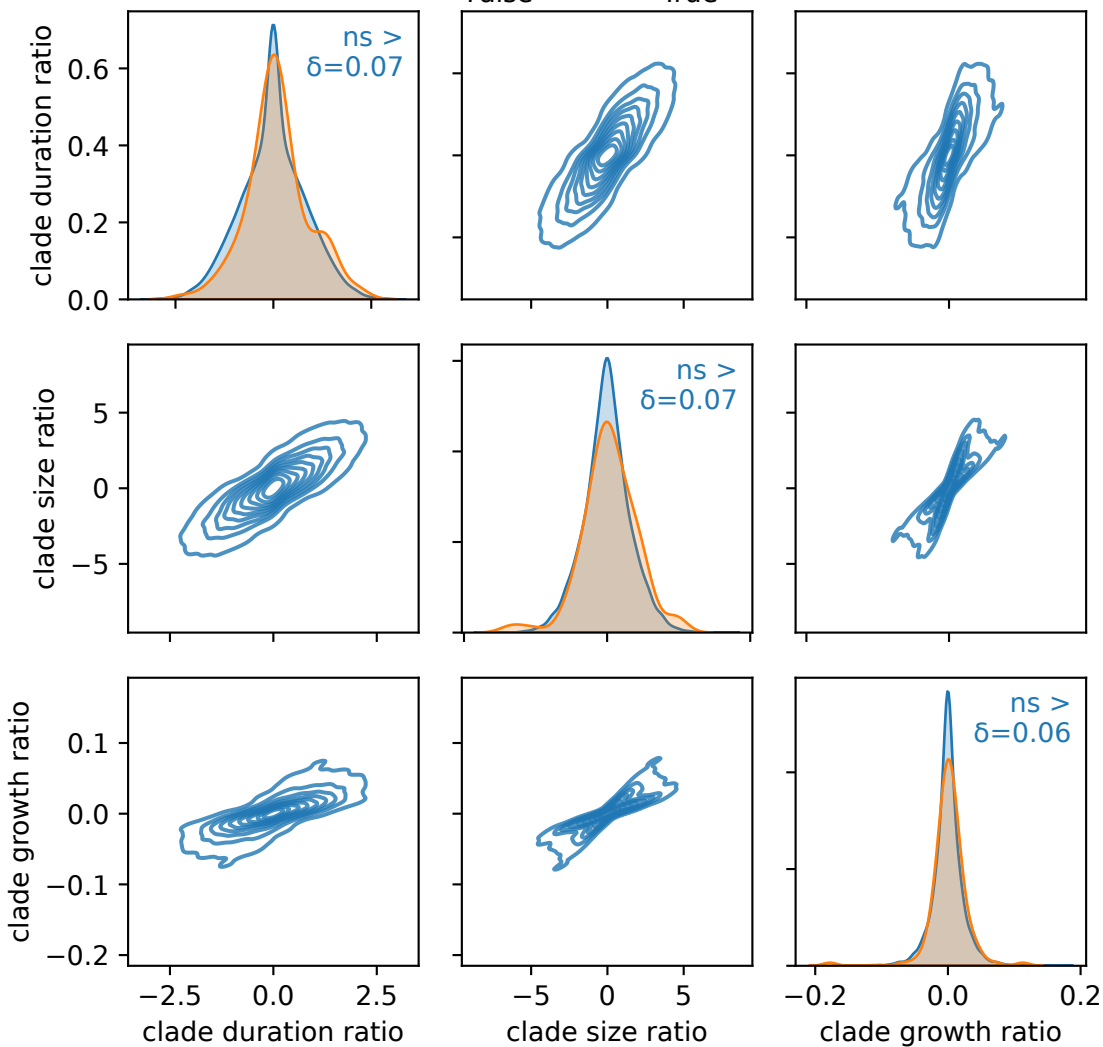 clade duration ratio
0.6
0.4
0.2
0.0
ns >
δ=0.07
clade size ratio
5
0
−5
ns >
δ=0.07
clade growth ratio
0.1
0.0
−0.1
−0.2
ns >
δ=0.06
−2.5
0.0
2.5
−5
0
5
−0.2
0.0
0.2
clade duration ratio
clade size ratio
clade growth ratio